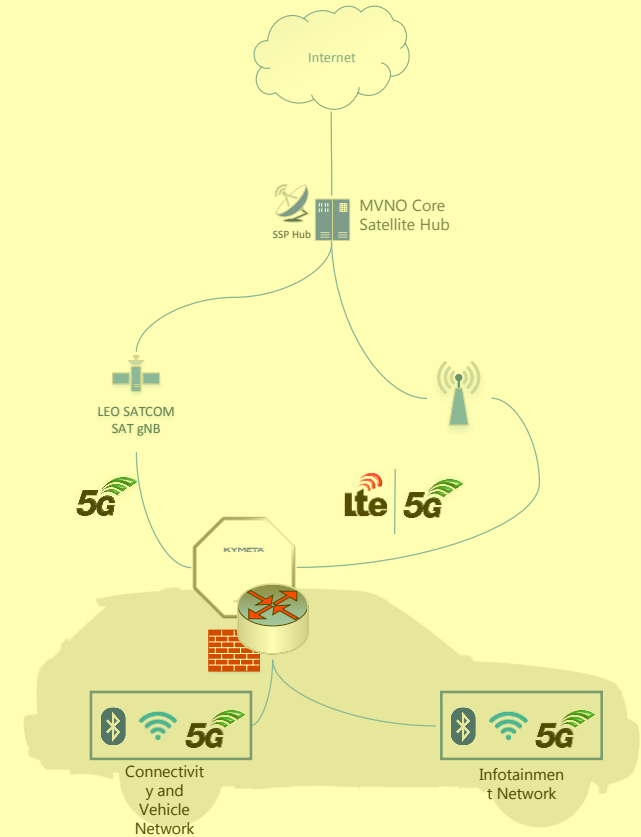 Internet
MVNO Core
Satellite Hub
SSP Hub
LEO SATCOM
SAT gNB
5G
lte 5G
KYMETA
5G
5G
Connectivit
y and
Vehicle
Network
Infotainmen
t Network